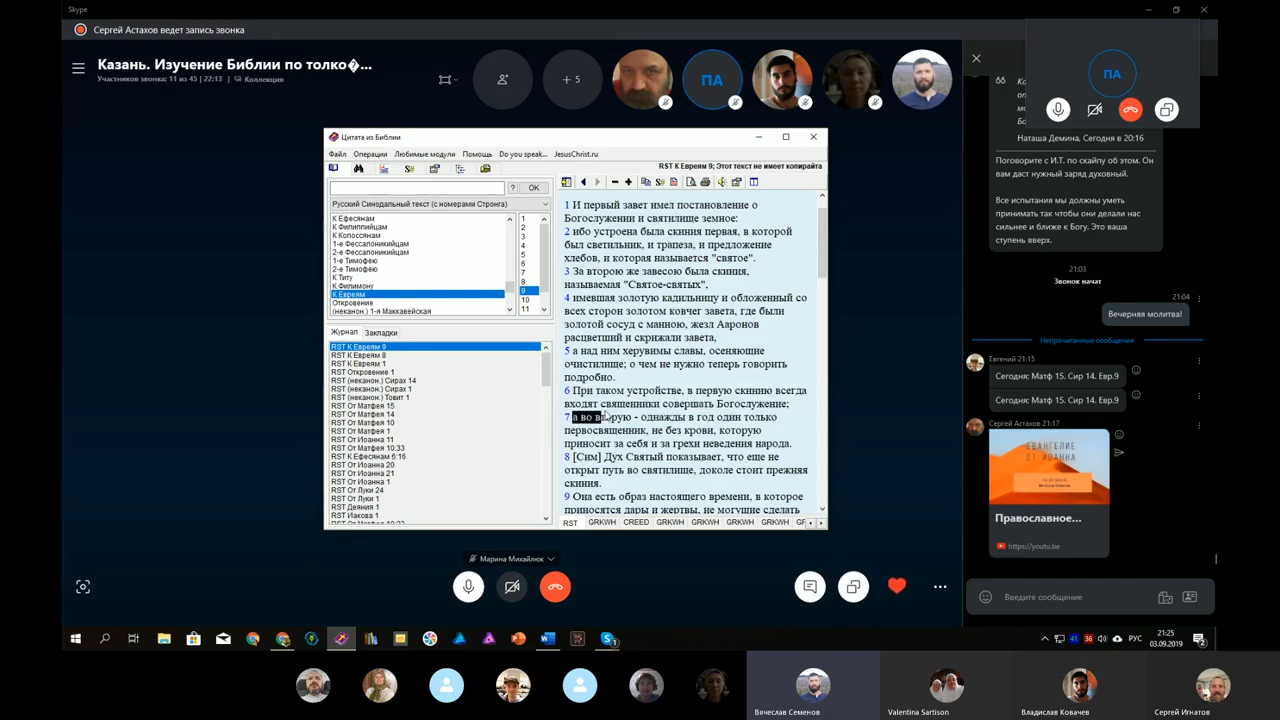 Skype
Сергей Астахов ведет запись звонка
Казань. Изучение Библии по толко�...
Участников звонка: 11 из 45 | 22:13 | Коллекция
+ 5
ПА
ПА
Наташа Демина, Сегодня в 20:16
Поговорите с И.Т. по скайпу об этом. Он
вам даст нужный заряд духовный.
Все испытания мы должны уметь
принимать так чтобы они делали нас
сильнее и ближе к Богу. Это ваша
ступень вверх.
21:03
Звонок начат
21:04
Вечерняя молитва!
Непрочитанные сообщения
Евгений 21:15
Сегодня: Матф 15. Сир 14. Евр.9
Сегодня: Матф 15. Сир 14. Евр.9
Сергей Астахов 21:17
ЕВАНГЕЛИЕ
ОТ ИОАННА
Православное...
https://youtu.be
Введите сообщение
Цитата из Библии
Файл Операции Любимые модули Помощь Do you speak... JesusChrist.ru
RST К Евреям 9; Этот текст не имеет копирайта
? OK
Русский Синодальный текст (с номерами Стронга)
К Ефесянам
К Филиппийцам
К Колоссянам
1-е Фессалоникийцам
2-е Фессалоникийцам
1-е Тимофею
2-е Тимофею
К Титу
К Филимону
К Евреям
Откровение
(неканон.) 1-я Маккавейская
1
2
3
4
5
6
7
8
9
10
11
Журнал Закладки
RST К Евреям 9
RST К Евреям 8
RST К Евреям 1
RST Откровение 1
RST (неканон.) Сирах 14
RST (неканон.) Сирах 1
RST (неканон.) Товит 1
RST От Матфея 15
RST От Матфея 14
RST От Матфея 10
RST От Матфея 1
RST От Иоанна 11
RST От Матфея 10:33
RST К Ефесянам 6:16
RST От Иоанна 20
RST От Иоанна 21
RST От Иоанна 1
RST От Луки 24
RST От Луки 1
RST Деяния 1
RST Иакова 1
RST От Матфея 10:33
1 И первый завет имел постановление о
Богослужении и святилище земное:
2 ибо устроена была скиния первая, в которой
был светильник, и трапеза, и предложение
хлебов, и которая называется "святое".
3 За второю же завесою была скиния,
называемая "Святое-святых",
4 имевшая золотую кадильницу и обложенный со
всех сторон золотом ковчег завета, где были
золотой сосуд с манною, жезл Ааронов
расцветший и скрижали завета,
5 а над ним херувимы славы, осеняющие
очистилище; о чем не нужно теперь говорить
подробно.
6 При таком устройстве, в первую скинию всегда
входят священники совершать Богослужение;
7 а во вторую - однажды в год один только
первосвященник, не без крови, которую
приносит за себя и за грехи неведения народа.
8 [Сим] Дух Святый показывает, что еще не
открыт путь во святилище, доколе стоит прежняя
скиния.
9 Она есть образ настоящего времени, в которое
приносятся дары и жертвы, не могущие сделать
RST GRKWH CREED GRKWH GRKWH GRKWH GRKWH
Марина Михайлюк
41 36 РУС
21:25
03.09.2019
Вячеслав Семенов
Valentina Sartison
Владислав Ковачев
Сергей Игнатов